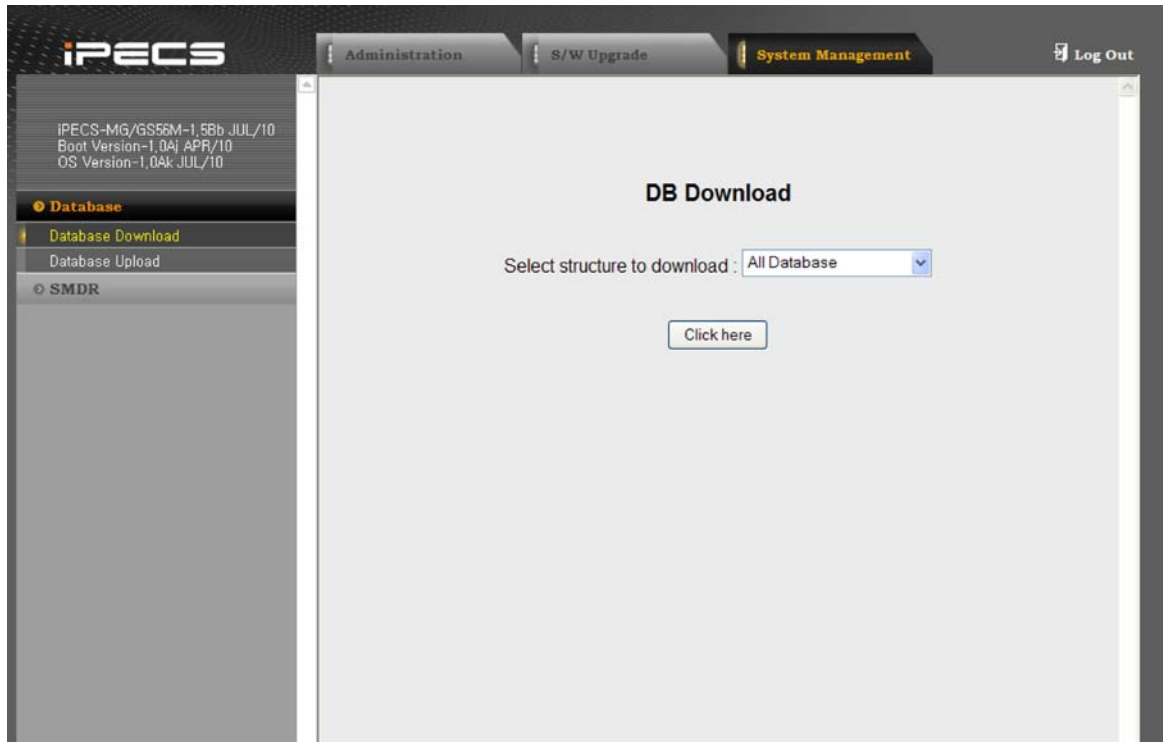 iPECS
Administration
S/W Upgrade
System Management
Log Out
iPECS-MG/GS56M-1,5Bb JUL/10
Boot Version-1,0Aj APR/10
OS Version-1,0Ak JUL/10
Database
Database Download
Database Upload
SMDR
DB Download
Select structure to download : All Database
Click here